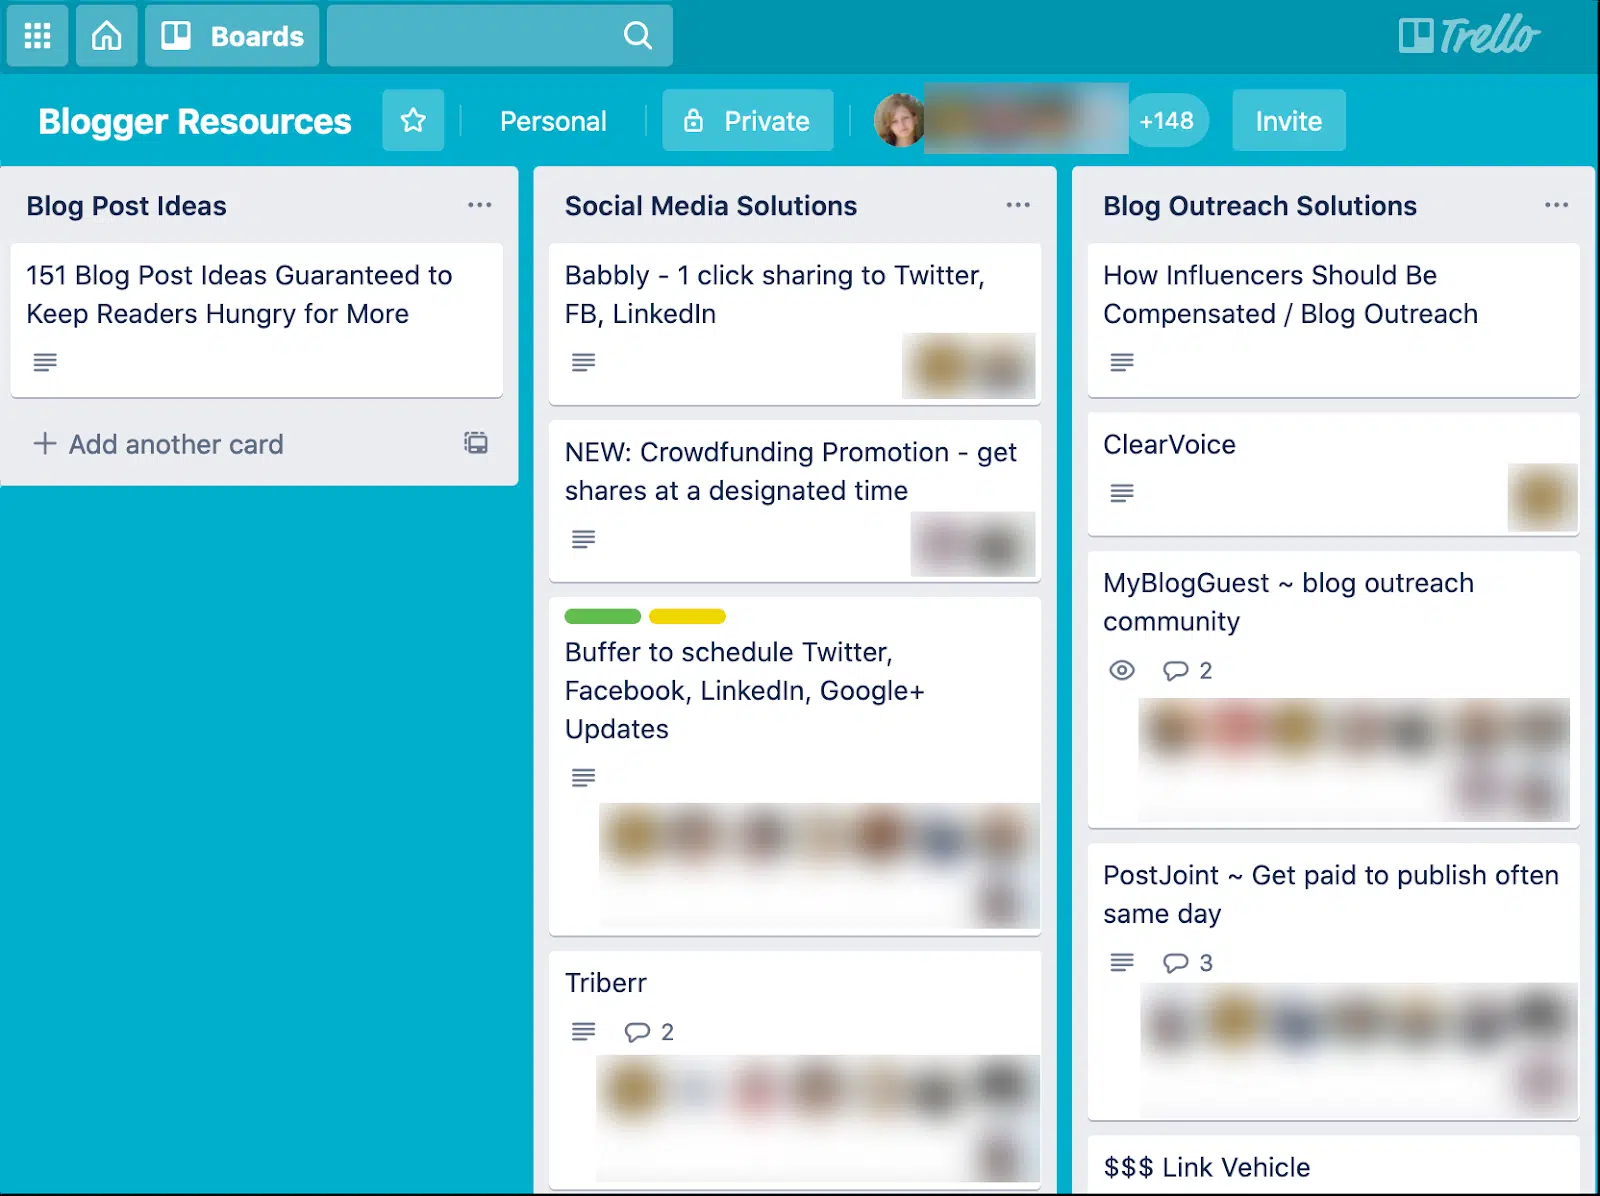 Boards
Trello
Blogger Resources
Personal
Private
+148
Invite
Blog Post Ideas
151 Blog Post Ideas Guaranteed to
Keep Readers Hungry for More
Add another card
Social Media Solutions
Babbly - 1 click sharing to Twitter,
FB, LinkedIn
NEW: Crowdfunding Promotion - get
shares at a designated time
Buffer to schedule Twitter,
Facebook, LinkedIn, Google+
Updates
Triberr
2
Blog Outreach Solutions
How Influencers Should Be
Compensated / Blog Outreach
ClearVoice
MyBlogGuest ~ blog outreach
community
2
PostJoint ~ Get paid to publish often
same day
3
$$$ Link Vehicle